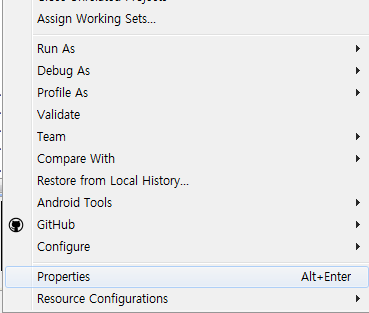 Assign Working Sets...
Run As
Debug As
Profile As
Validate
Team
Compare With
Restore from Local History...
Android Tools
GitHub
Configure
Properties Alt+Enter
Resource Configurations